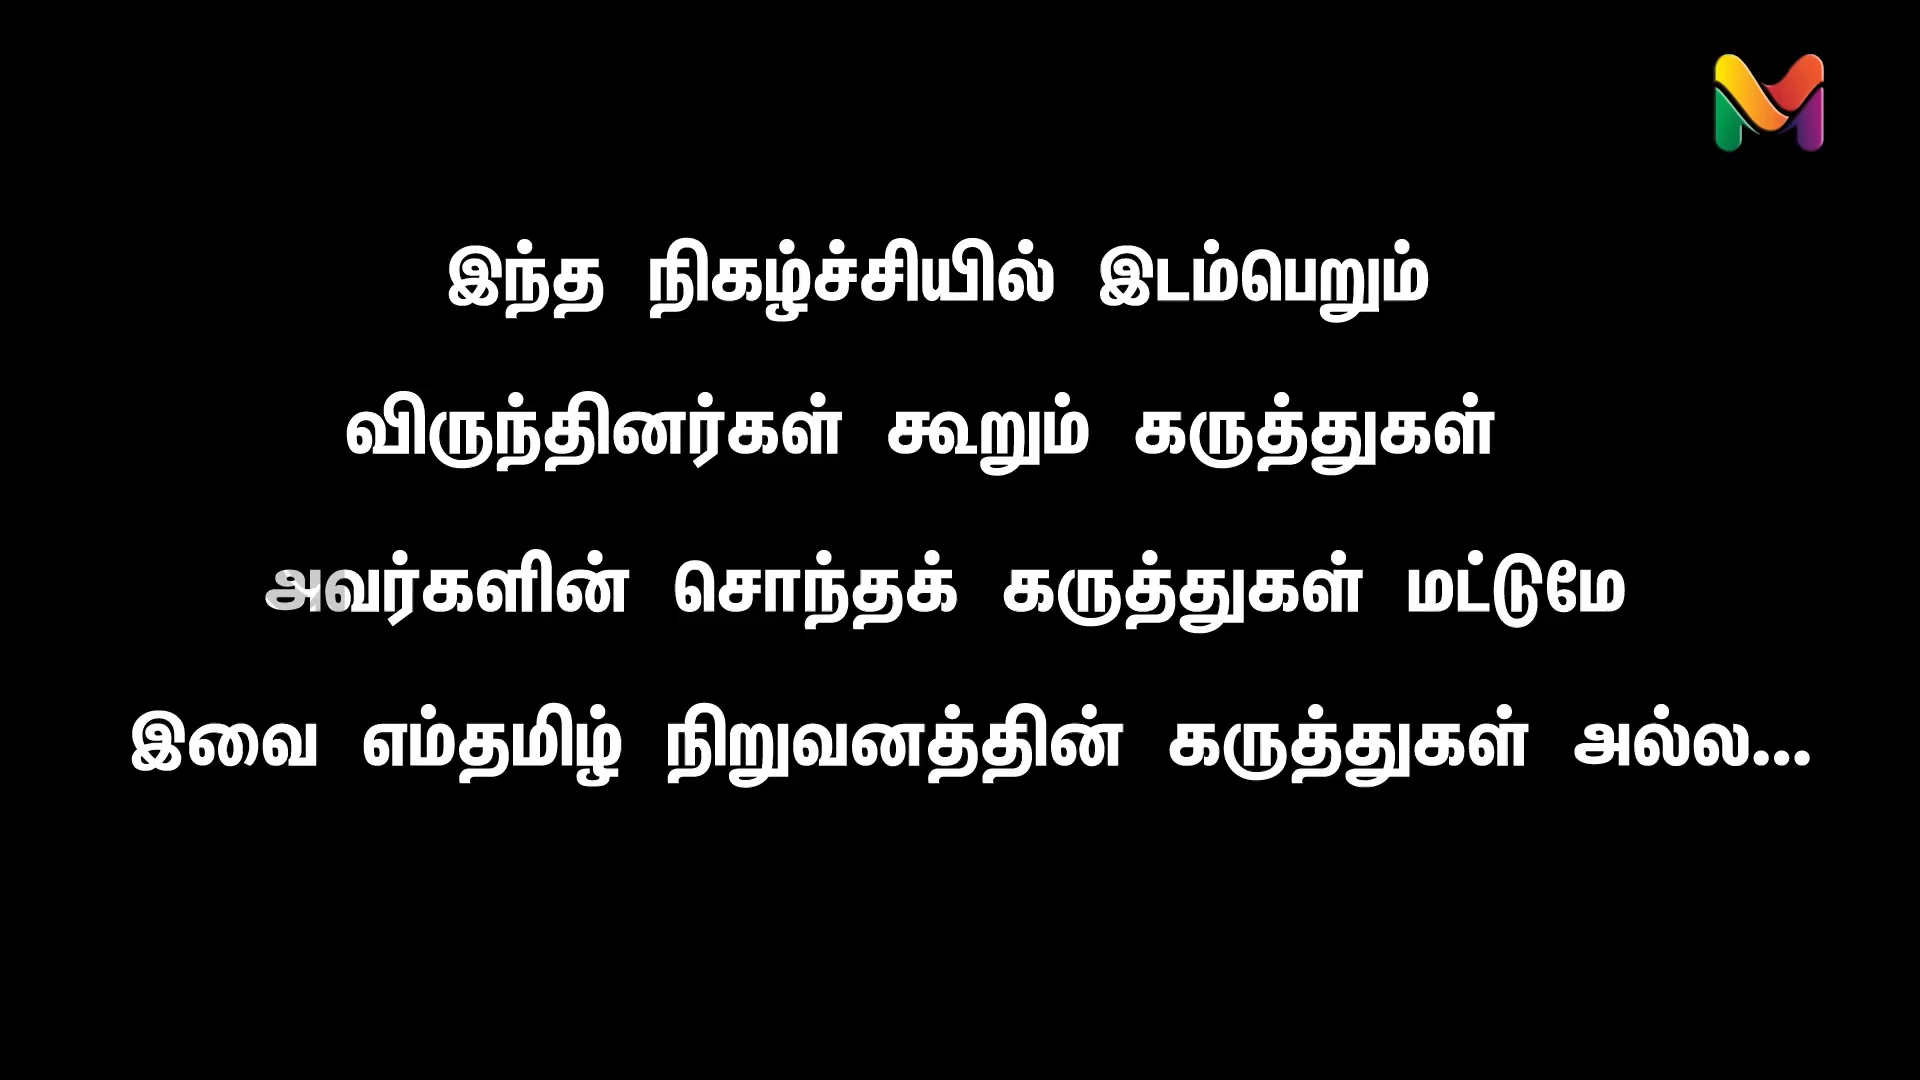 இந்த நிகழ்ச்சியில் இடம்பெறும்
விருந்தினர்கள் கூறும் கருத்துகள்
அவர்களின் சொந்தக் கருத்துகள் மட்டுமே
இவை எம்தமிழ் நிறுவனத்தின் கருத்துகள் அல்ல...